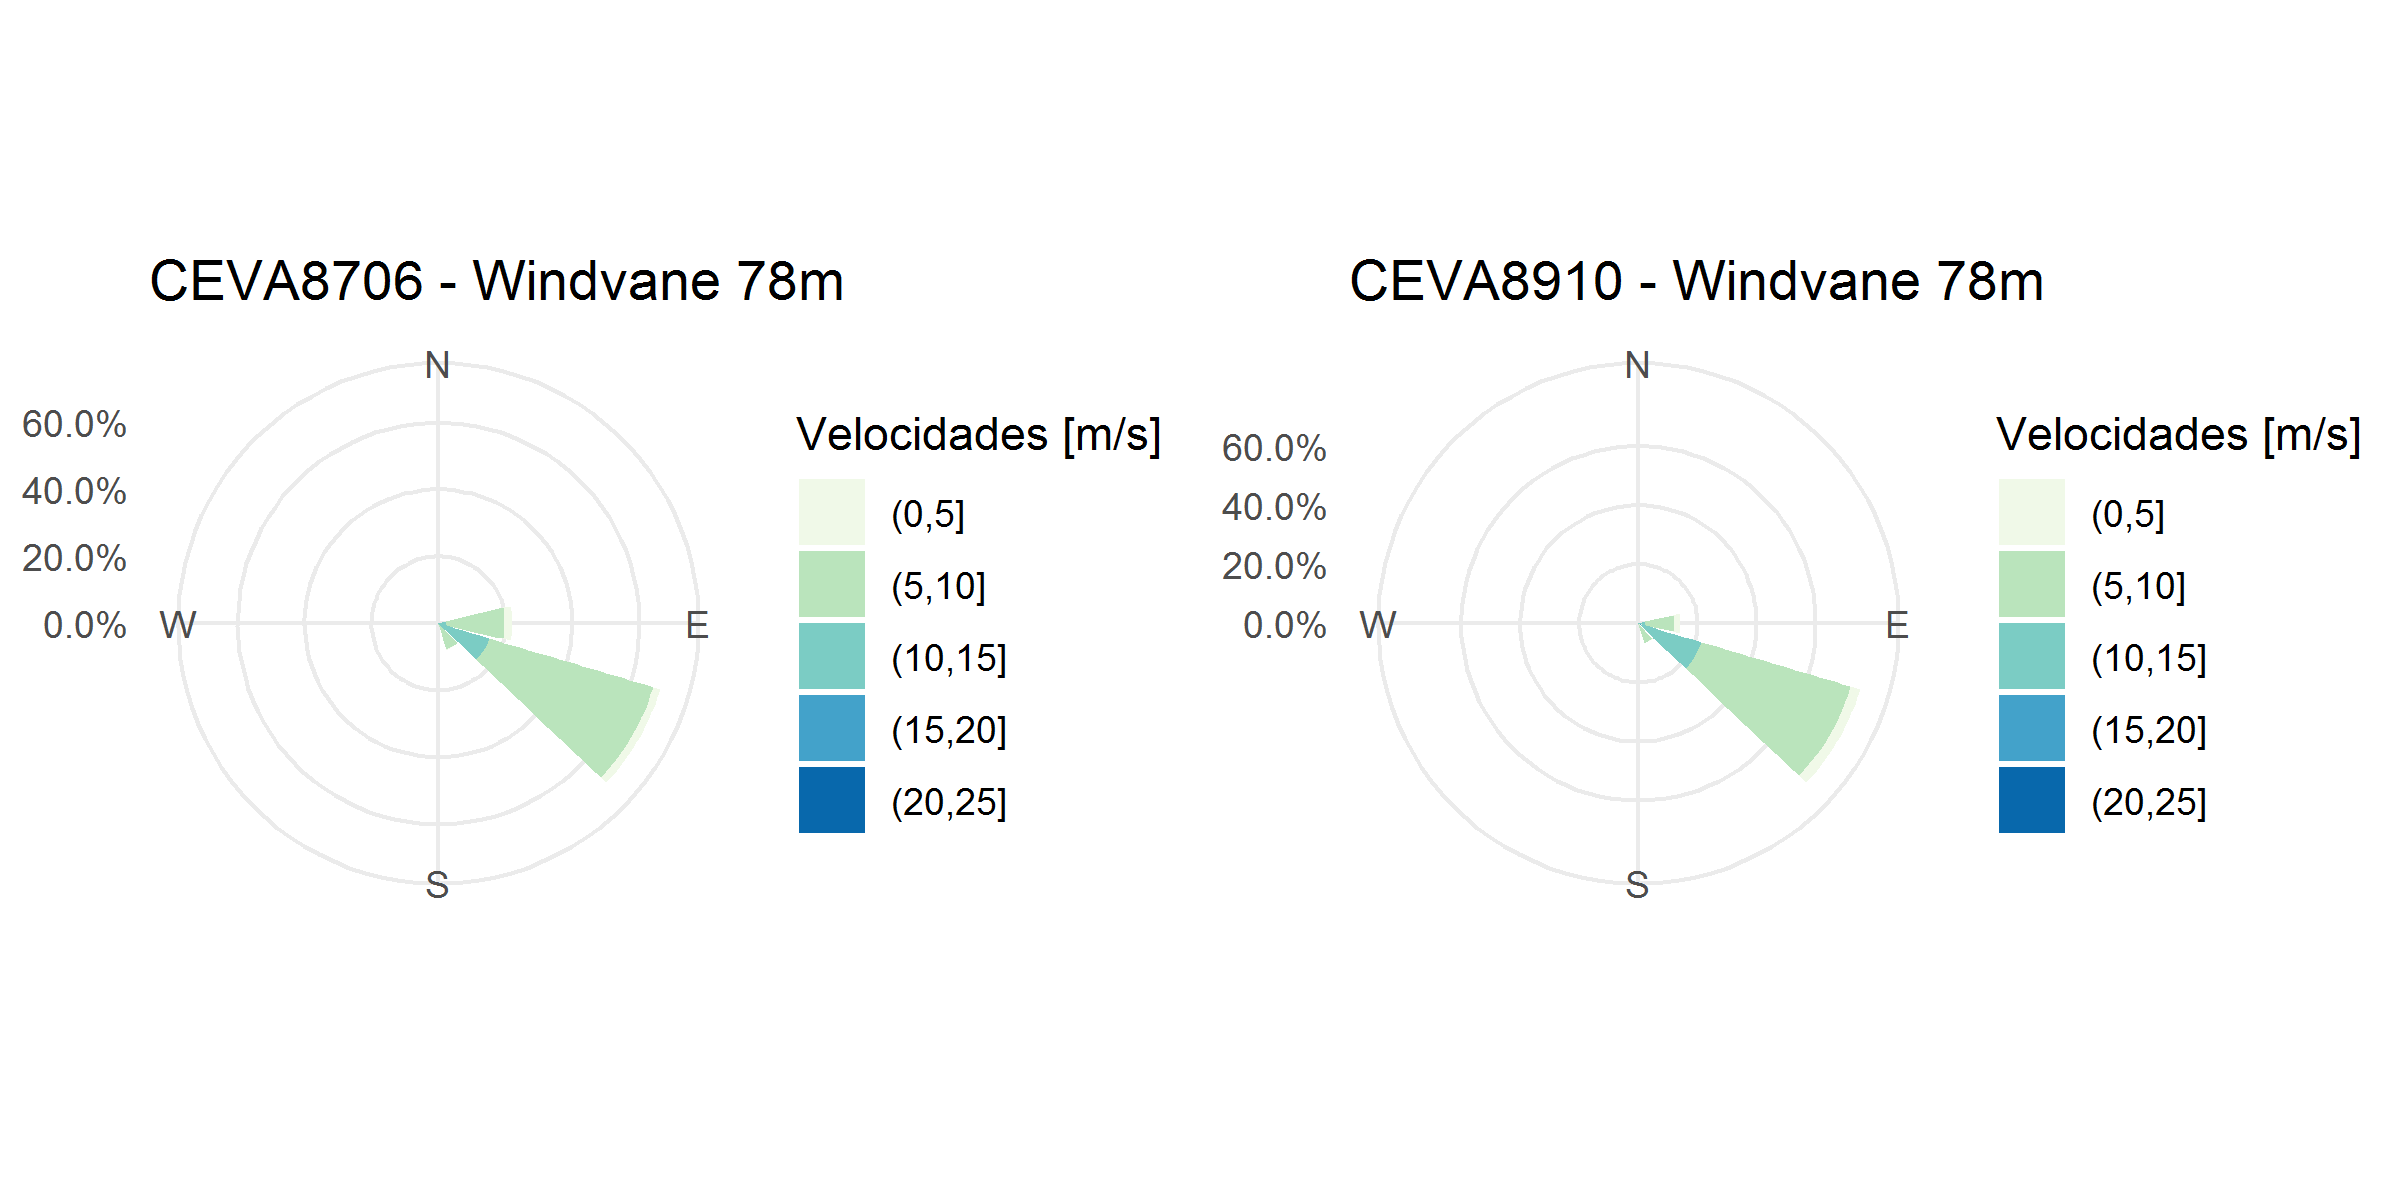 CEVA8706 - Windvane 78m
N
60.0%
40.0%
20.0%
0.0%
W
E
S
Velocidades [m/s]
(0,5]
(5,10]
(10,15]
(15,20]
(20,25]
CEVA8910 - Windvane 78m
N
60.0%
40.0%
20.0%
0.0%
W
E
S
Velocidades [m/s]
(0,5]
(5,10]
(10,15]
(15,20]
(20,25]